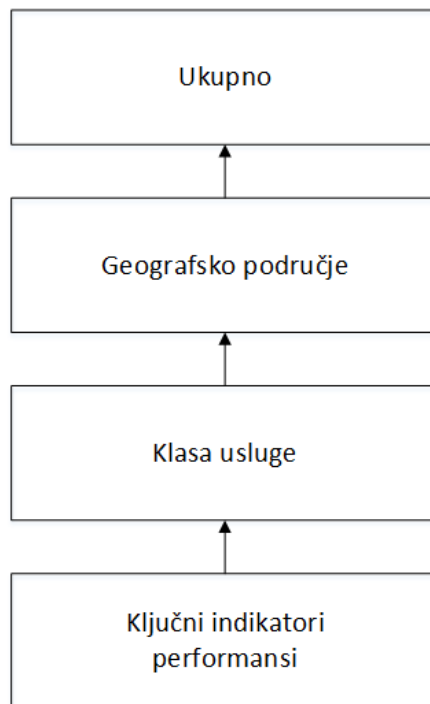 Ukupno
Geografsko područje
Klasa usluge
Ključni indikatori
performansi